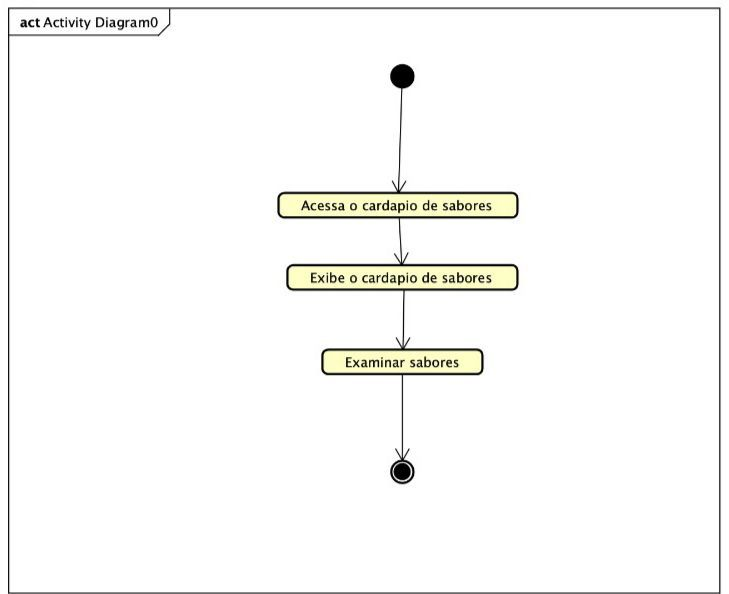 act Activity Diagram0
Acessa o cardapio de sabores
Exibe o cardapio de sabores
Examinar sabores